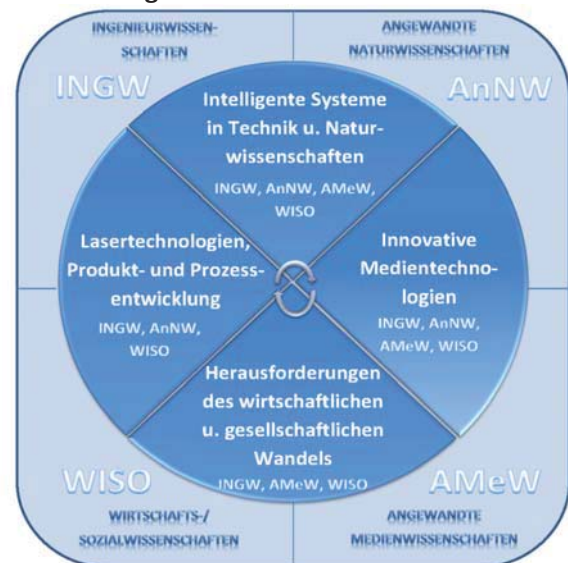 INGENIEURWISSEN-
SCHAFTEN
INGW
ANGEWANDTE
NATURWISSENSCHAFTEN
AnNW
Intelligente Systeme
in Technik u. Natur-
wissenschaften
INGW, AnNW, AMeW,
WISO
Lasertechnologien,
Produkt- und Prozess-
entwicklung
INGW, AnNW,
WISO
Innovative
Medientechno-
logien
INGW, AnNW,
AMeW, WISO
Herausforderungen
des wirtschaftlichen
u. gesellschaftlichen
Wandels
INGW, AMeW, WISO
WISO
WIRTSCHAFTS-/
SOZIALWISSENSCHAFTEN
AMeW
ANGEWANDTE
MEDIENWISSENSCHAFTEN